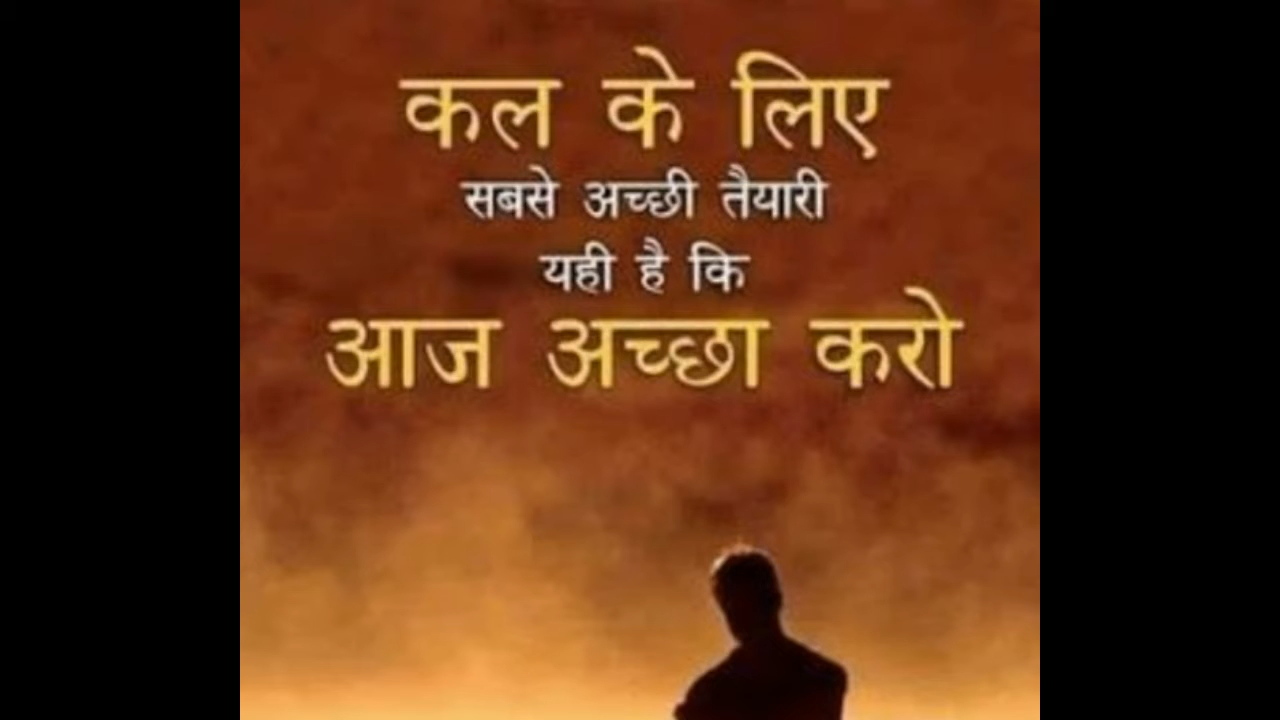 कल के लिए
सबसे अच्छी तैयारी
यही है कि
आज अच्छा करो